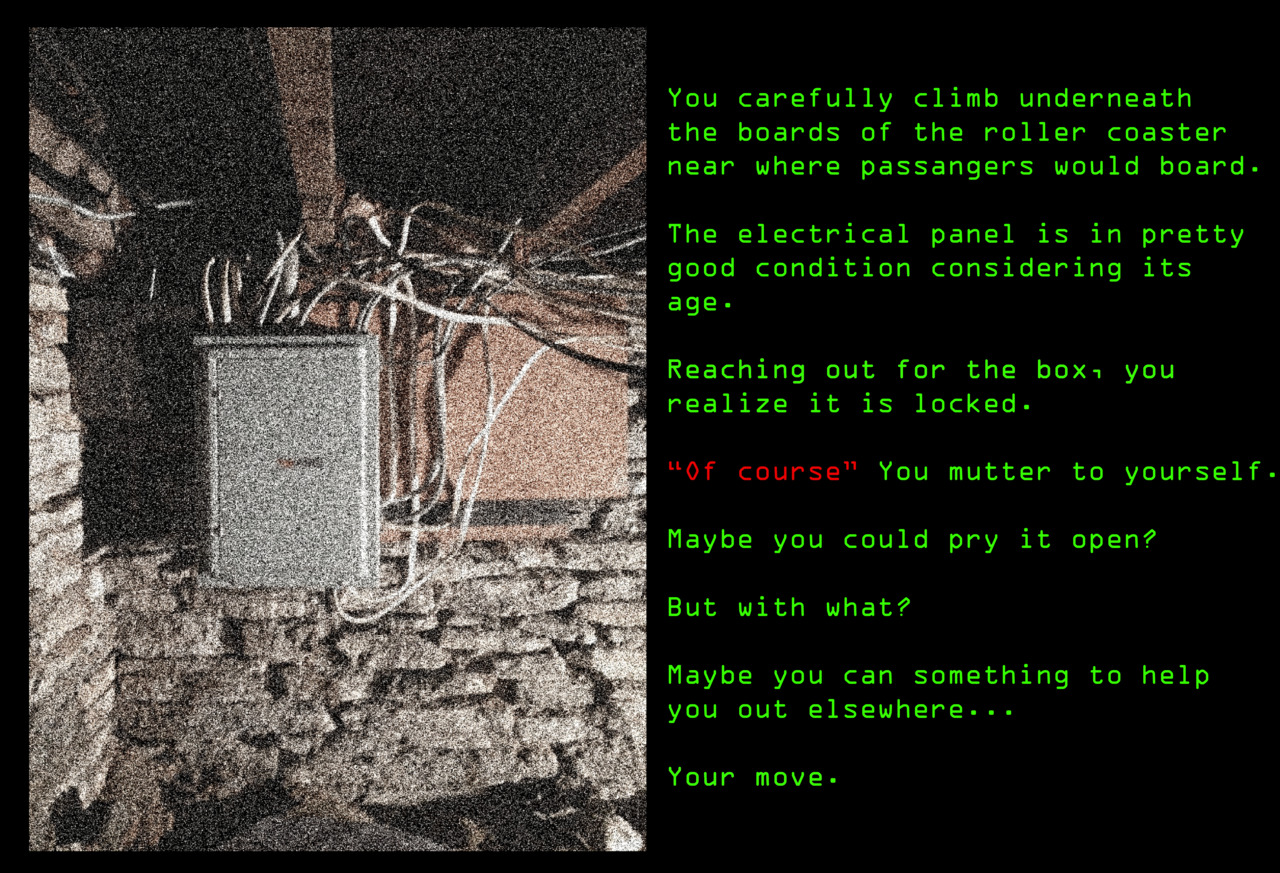 You carefully climb underneath
the boards of the roller coaster
near where passangers would board.
The electrical panel is in pretty
good condition considering its
age.
Reaching out for the box, you
realize it is locked.
“Of course” You mutter to yourself.
Maybe you could pry it open?
But with what?
Maybe you can something to help
you out elsewhere...
Your move.